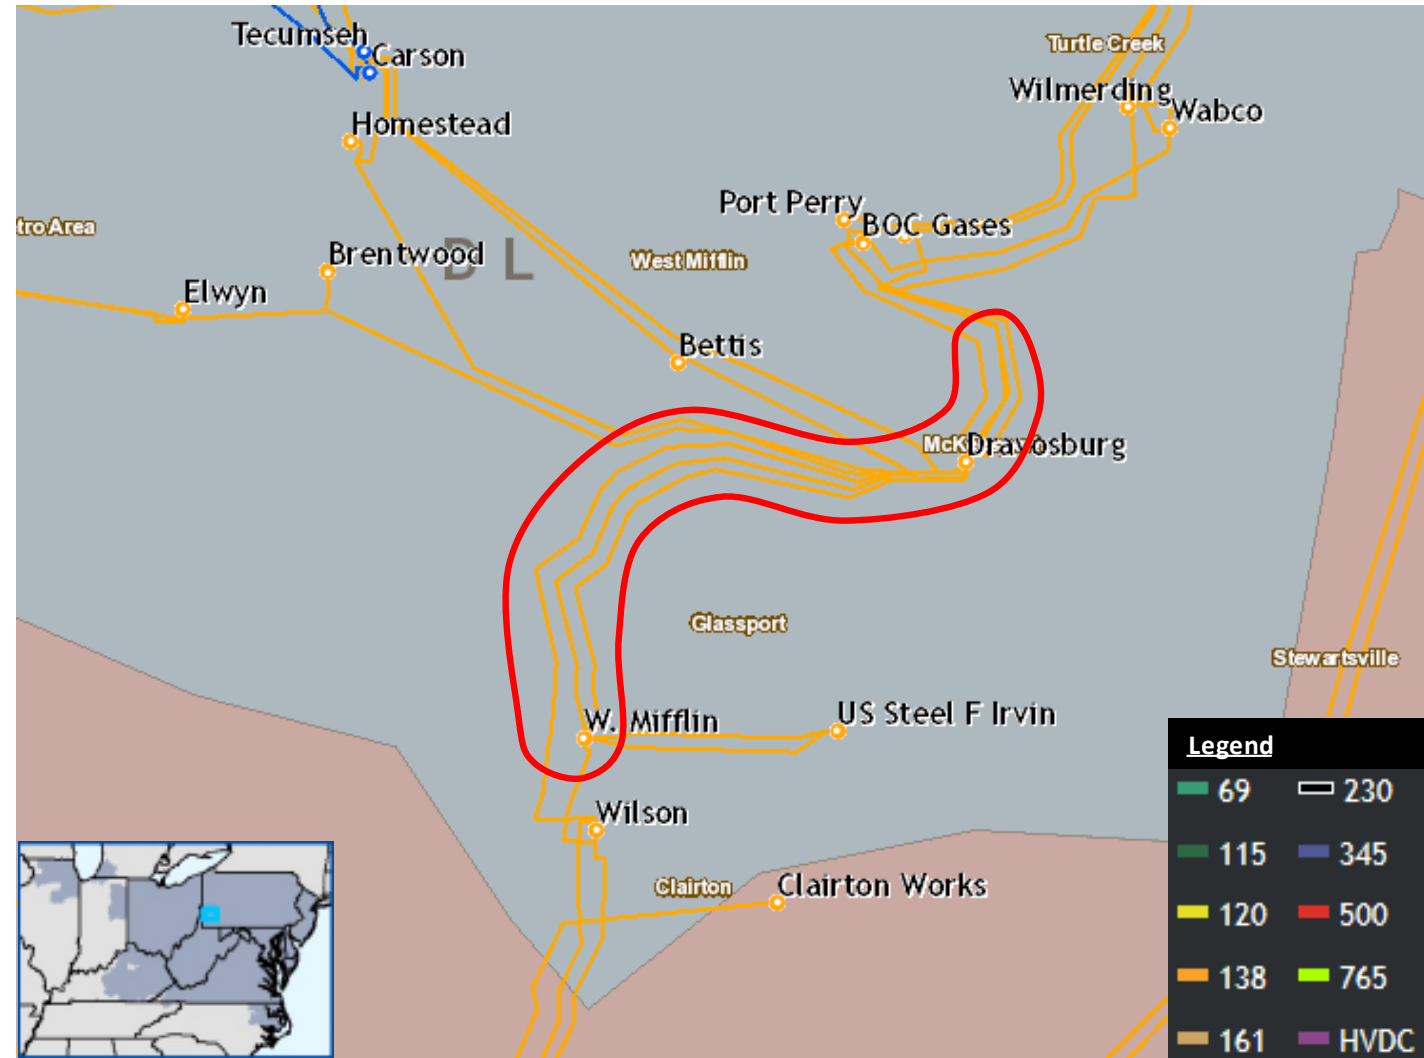 Tecumseh
Carson
Turtle Creek
Wilmerding
Wabco
Homestead
Port Perry
BOC Gases
tro Area
Brentwood
D L
West Mifflin
Elwyn
Bettis
Dravosburg
Glassport
Stewartsville
W. Mifflin
US Steel F Irvin
Wilson
Clairton
Clairton Works
Legend
69 230
115 345
120 500
138 765
161 HVDC